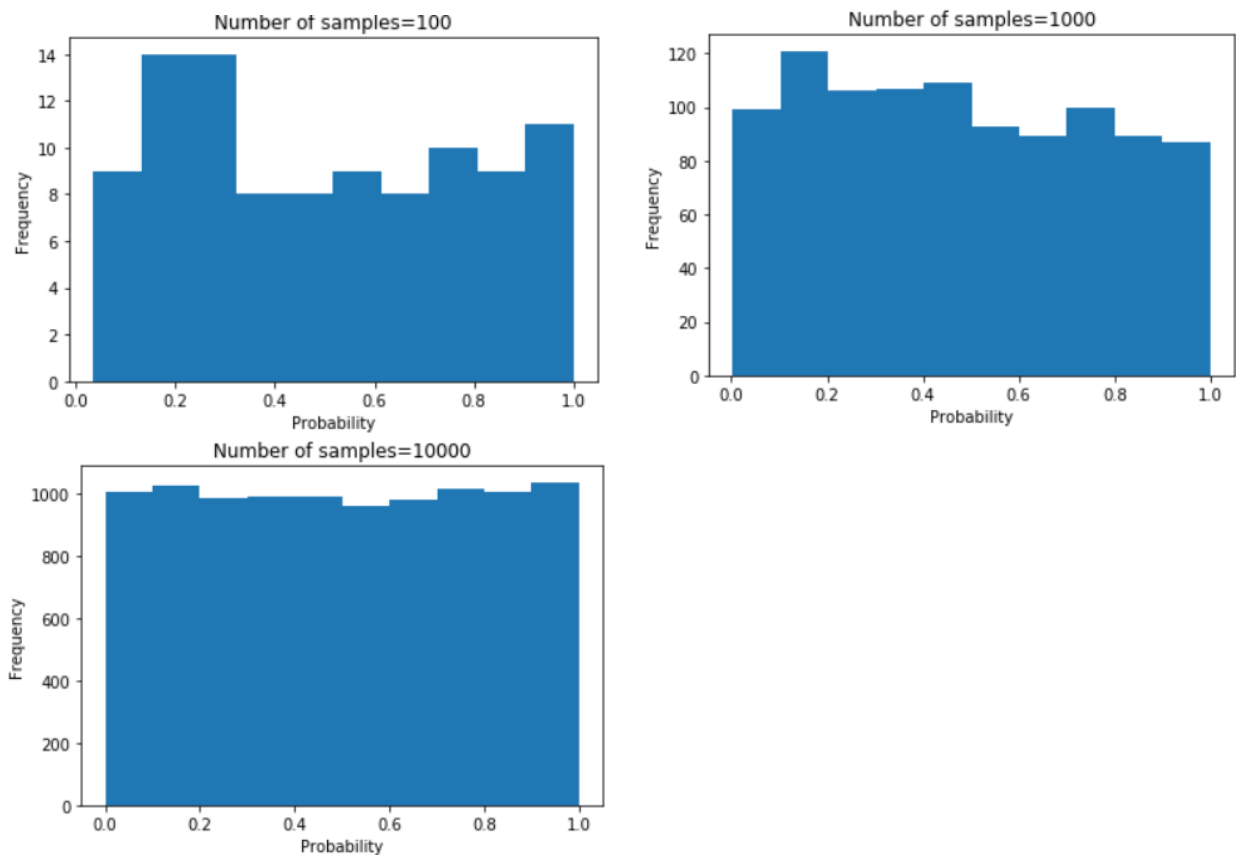 Number of samples=100
14
12
10
8
6
4
2
0
Frequency
0.0 0.2 0.4 0.6 0.8 1.0
Probability
Number of samples=1000
120
100
80
60
40
20
0
Frequency
0.0 0.2 0.4 0.6 0.8 1.0
Probability
Number of samples=10000
1000
800
600
400
200
0
Frequency
0.0 0.2 0.4 0.6 0.8 1.0
Probability